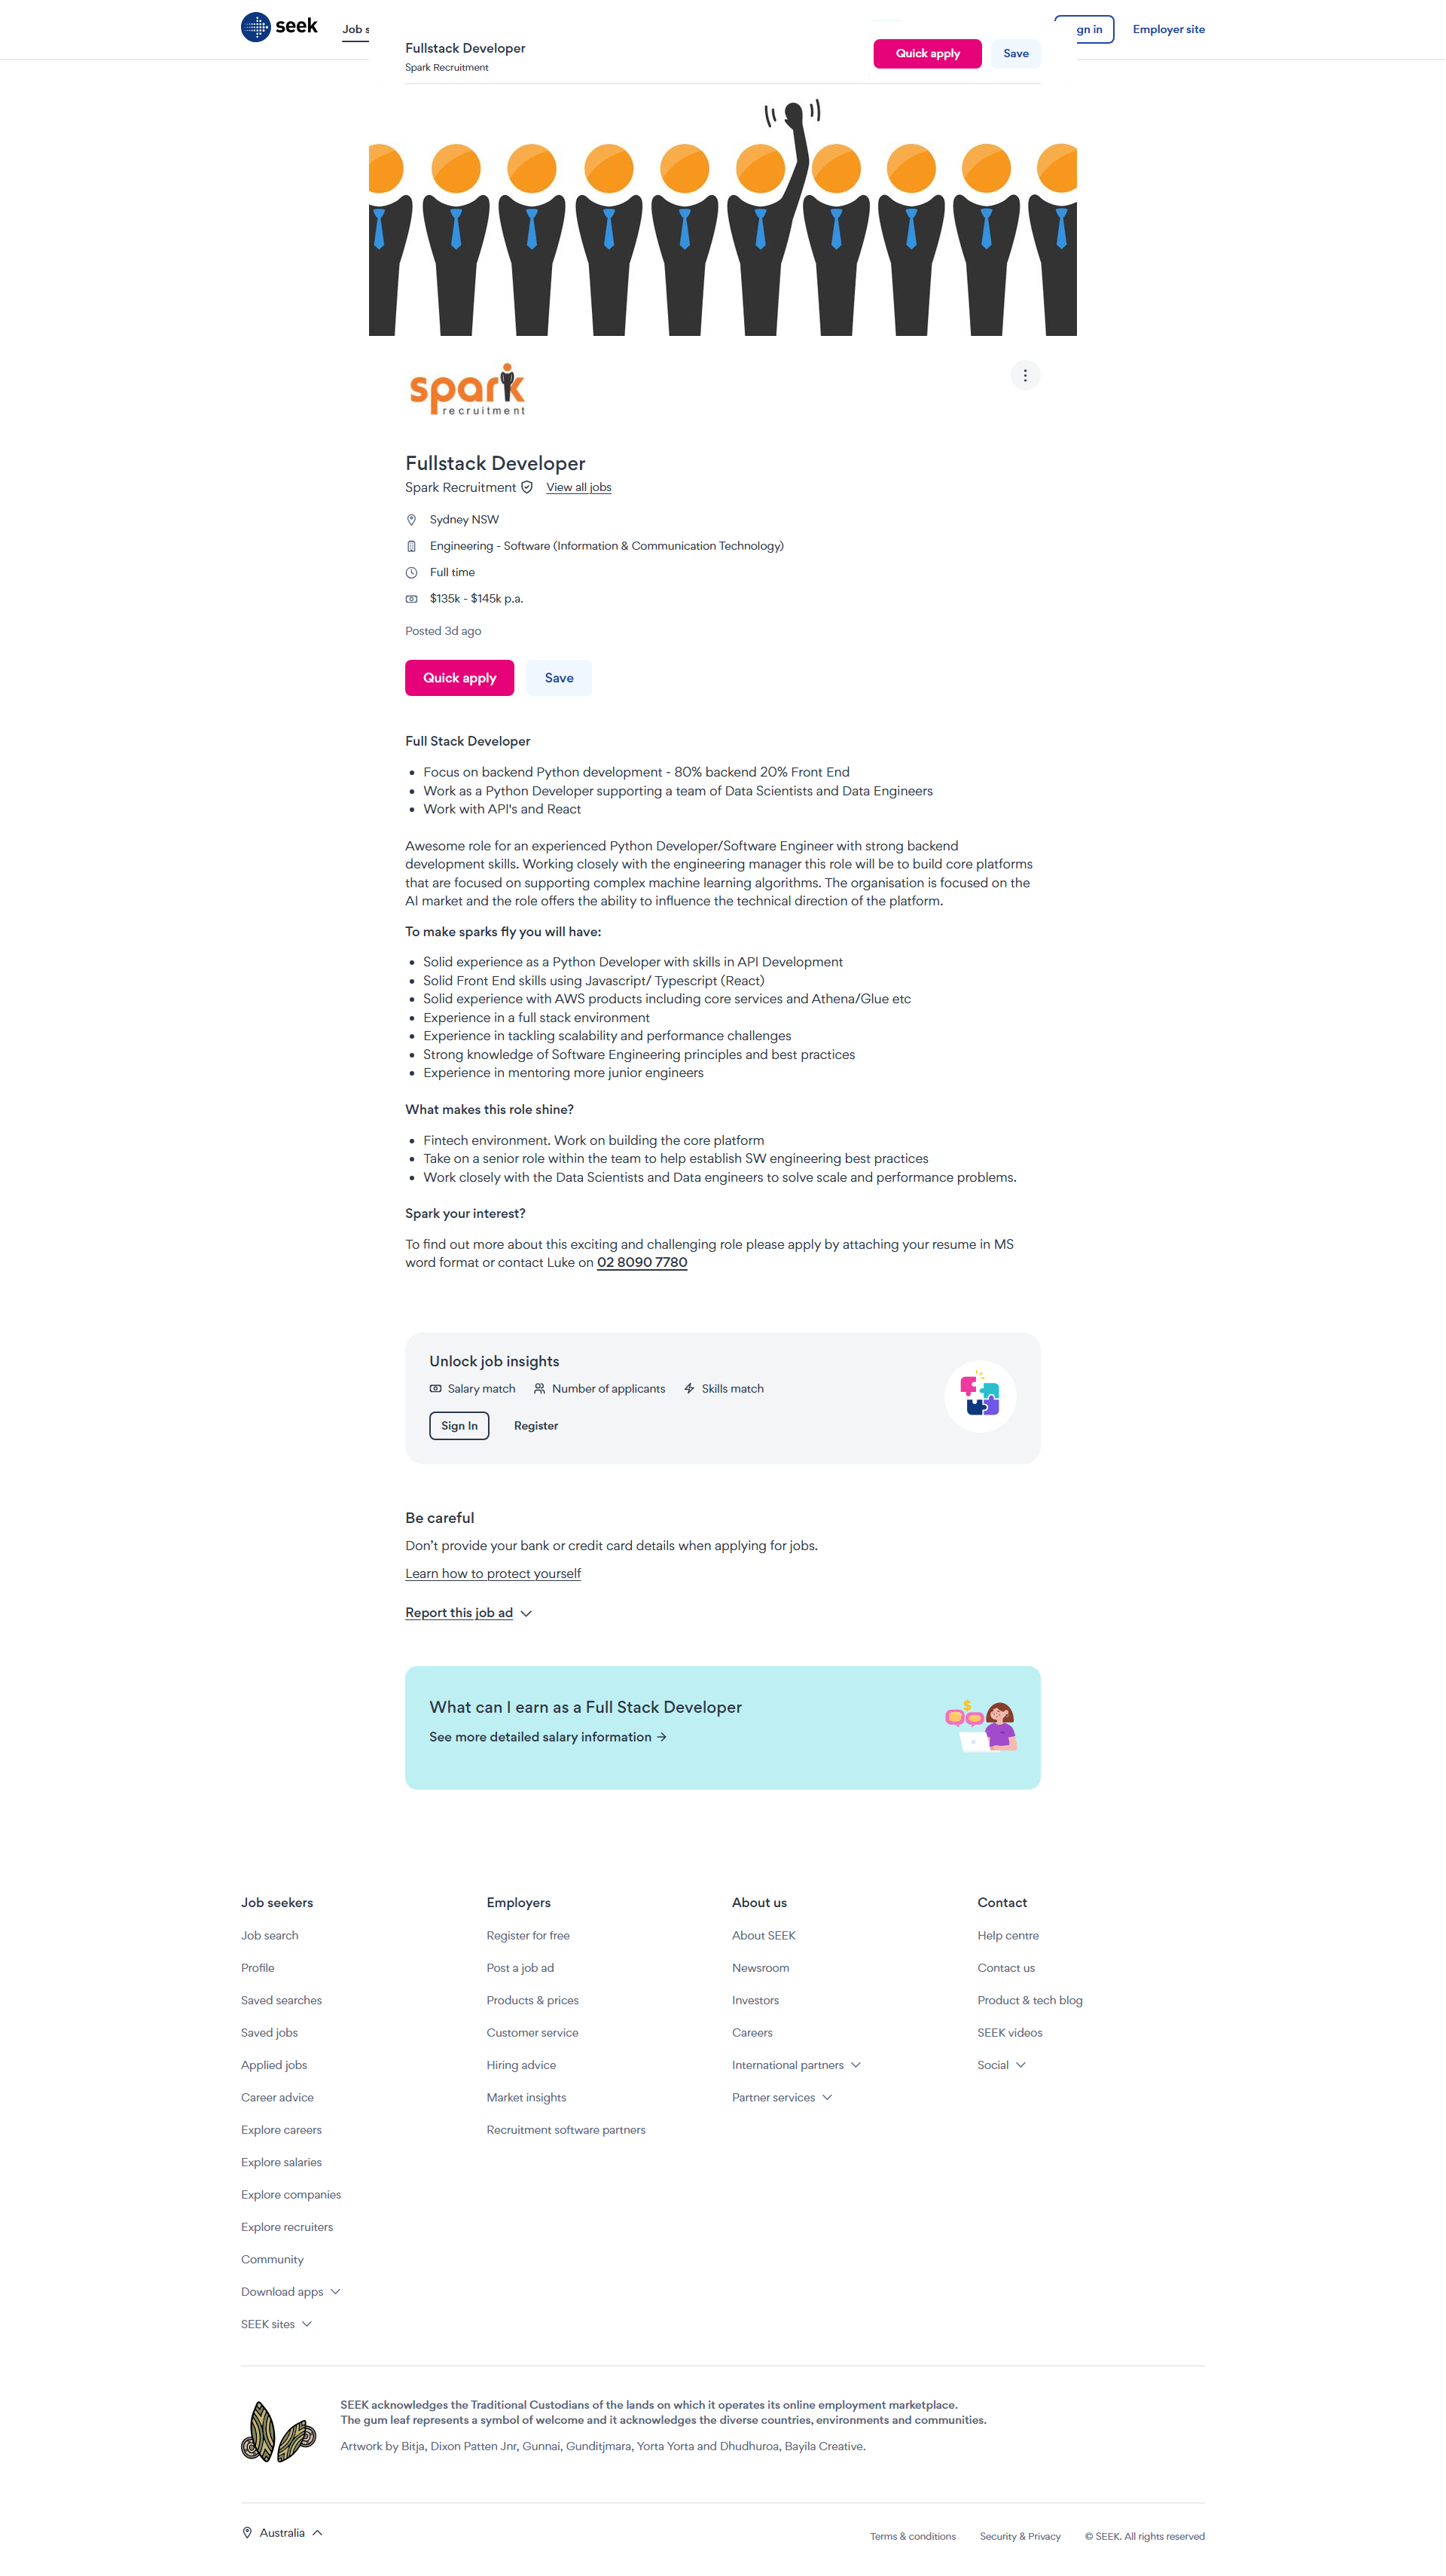 seek
Job s
gn in
Employer site
Fullstack Developer
Spark Recruitment
Quick apply
Save
spark
recruitment
Fullstack Developer
Spark Recruitment
View all jobs
Sydney NSW
Engineering - Software (Information & Communication Technology)
Full time
$135k - $145k p.a.
Posted 3d ago
Quick apply
Save
Full Stack Developer
Focus on backend Python development - 80% backend 20% Front End
Work as a Python Developer supporting a team of Data Scientists and Data Engineers
Work with API's and React
Awesome role for an experienced Python Developer/Software Engineer with strong backend
development skills. Working closely with the engineering manager this role will be to build core platforms
that are focused on supporting complex machine learning algorithms. The organisation is focused on the
AI market and the role offers the ability to influence the technical direction of the platform.
To make sparks fly you will have:
Solid experience as a Python Developer with skills in API Development
Solid Front End skills using Javascript/ Typescript (React)
Solid experience with AWS products including core services and Athena/Glue etc
Experience in a full stack environment
Experience in tackling scalability and performance challenges
Strong knowledge of Software Engineering principles and best practices
Experience in mentoring more junior engineers
What makes this role shine?
Fintech environment. Work on building the core platform
Take on a senior role within the team to help establish SW engineering best practices
Work closely with the Data Scientists and Data engineers to solve scale and performance problems.
Spark your interest?
To find out more about this exciting and challenging role please apply by attaching your resume in MS
word format or contact Luke on 02 8090 7780
Unlock job insights
Salary match
Number of applicants
Skills match
Sign In
Register
Be careful
Don’t provide your bank or credit card details when applying for jobs.
Learn how to protect yourself
Report this job ad
What can I earn as a Full Stack Developer
See more detailed salary information
Job seekers
Job search
Profile
Saved searches
Saved jobs
Applied jobs
Career advice
Explore careers
Explore salaries
Explore companies
Explore recruiters
Community
Download apps
SEEK sites
Employers
Register for free
Post a job ad
Products & prices
Customer service
Hiring advice
Market insights
Recruitment software partners
About us
About SEEK
Newsroom
Investors
Careers
International partners
Partner services
Contact
Help centre
Contact us
Product & tech blog
SEEK videos
Social
SEEK acknowledges the Traditional Custodians of the lands on which it operates its online employment marketplace.
The gum leaf represents a symbol of welcome and it acknowledges the diverse countries, environments and communities.
Artwork by Bitja, Dixon Patten Jnr, Gunnai, Gunditjmara, Yorta Yorta and Dhudhuroa, Bayila Creative.
Australia
Terms & conditions
Security & Privacy
© SEEK. All rights reserved